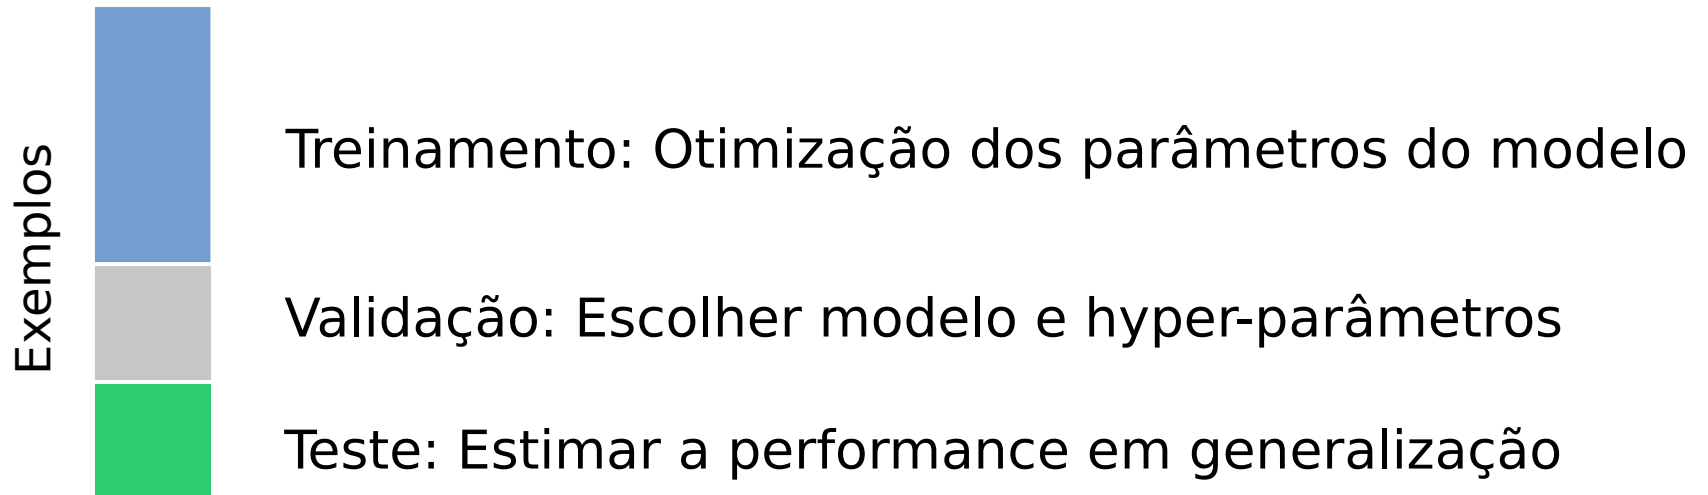 Exemplos
Treinamento: Otimização dos parâmetros do modelo
Validação: Escolher modelo e hyper-parâmetros
Teste: Estimar a performance em generalização